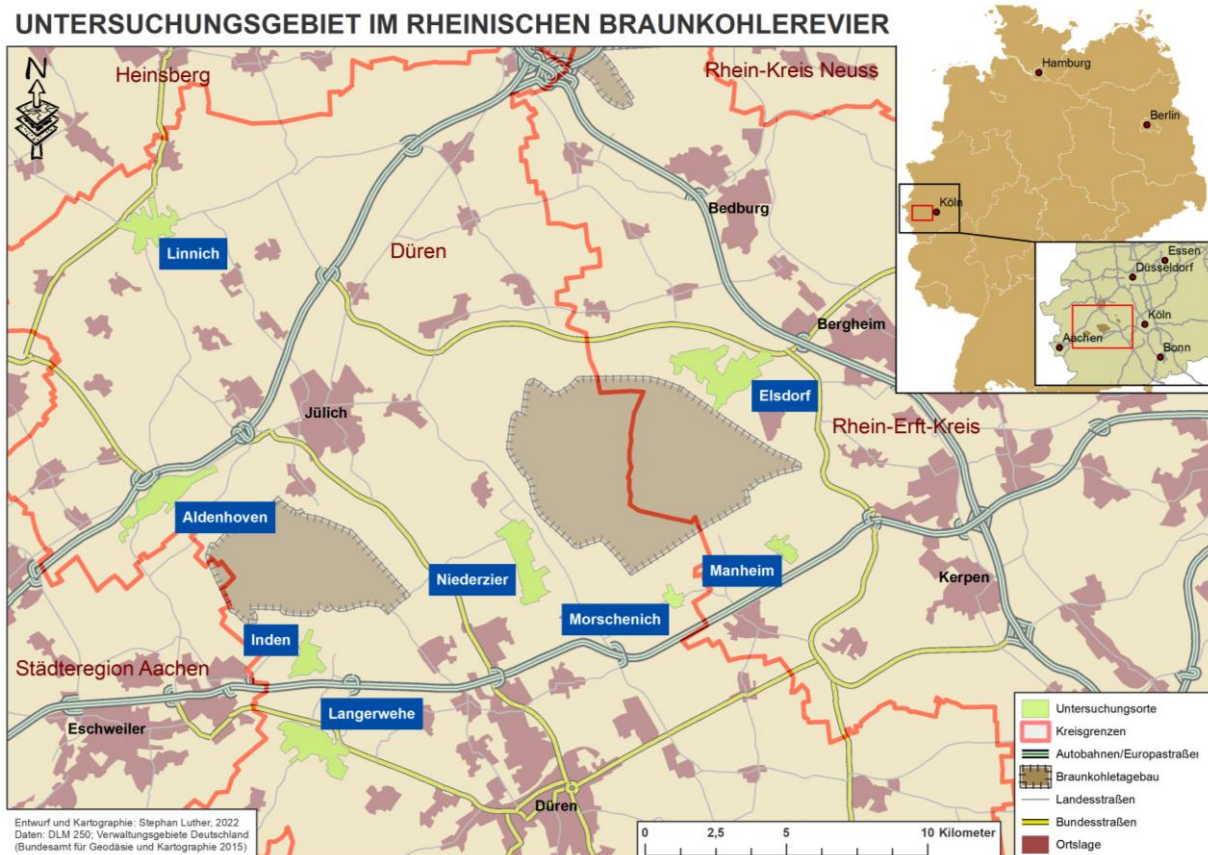 UNTERSUCHUNGSGEBIET IM RHEINISCHEN BRAUNKOHLEREVIER
N
Heinsberg
Rhein-Kreis Neuss
Hamburg
Berlin
Köln
Bedburg
Linnich
Düren
Essen
Düsseldorf
Köln
Aachen
Bonn
Bergheim
Elsdorf
Jülich
Rhein-Erft-Kreis
Aldenhoven
Niederzier
Manheim
Kerpen
Morschenich
Inden
Städteregion Aachen
Langerwehe
Eschweiler
Düren
Untersuchungsorte
Kreisgrenzen
Autobahnen/Europastraßen
Braunkohletagebau
Landesstraßen
Bundesstraßen
Ortslage
Entwurf und Kartographie: Stephan Luther, 2022
Daten: DLM 250; Verwaltungsgebiete Deutschland
(Bundesamt für Geodäsie und Kartographie 2015)
0 2,5 5 10 Kilometer